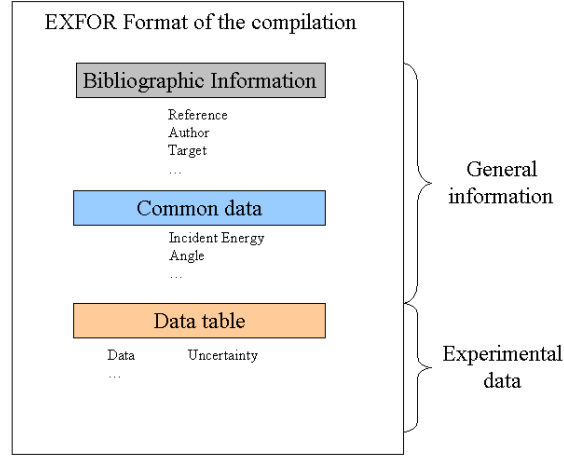 EXFOR Format of the compilation
Bibliographic Information
Reference
Author
Target
...
Common data
Incident Energy
Angle
...
General
information
Data table
Data Uncertainty
...
Experimental
data